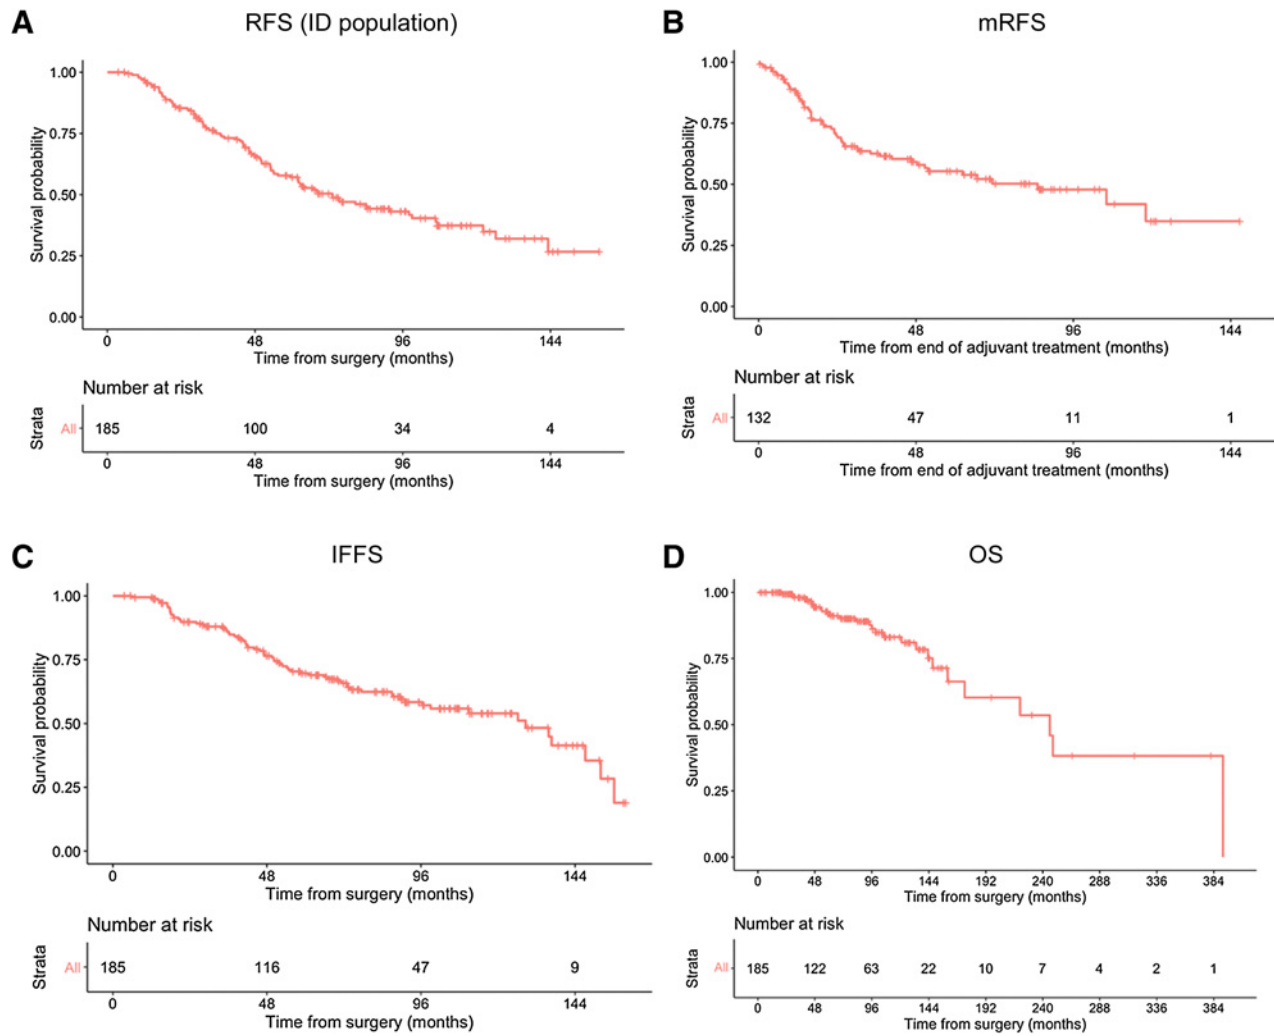 A
RFS (ID population)
Survival probability
1.00
0.75
0.50
0.25
0.00
0 48 96 144
Time from surgery (months)
Number at risk
Strata
All 185 100 34 4
0 48 96 144
Time from surgery (months)
B
mRFS
Survival probability
1.00
0.75
0.50
0.25
0.00
0 48 96 144
Time from end of adjuvant treatment (months)
Number at risk
Strata
All 132 47 11 1
0 48 96 144
Time from end of adjuvant treatment (months)
C
IFFS
Survival probability
1.00
0.75
0.50
0.25
0.00
0 48 96 144
Time from surgery (months)
Number at risk
Strata
All 185 116 47 9
0 48 96 144
Time from surgery (months)
D
OS
Survival probability
1.00
0.75
0.50
0.25
0.00
0 48 96 144 192 240 288 336 384
Time from surgery (months)
Number at risk
Strata
All 185 122 63 22 10 7 4 2 1
0 48 96 144 192 240 288 336 384
Time from surgery (months)